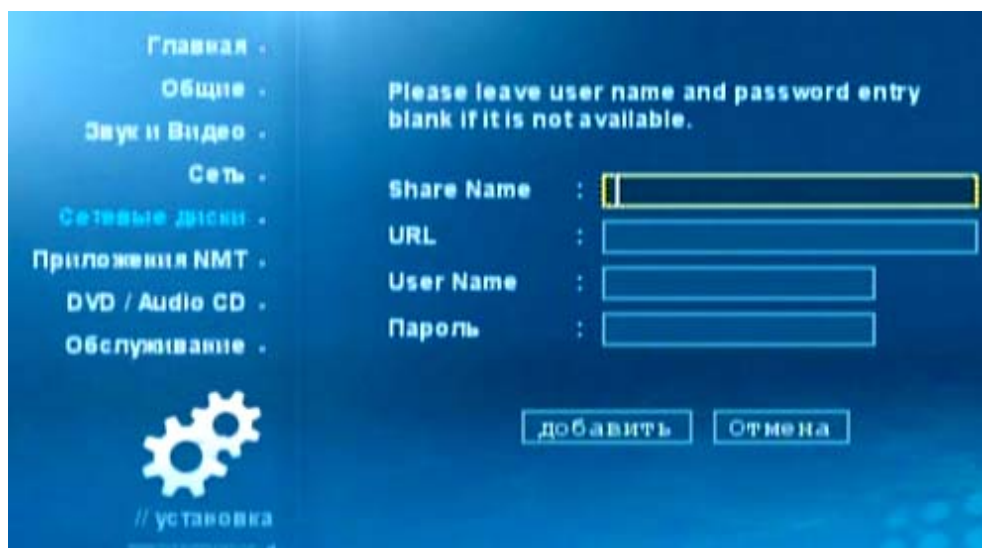 Главная
Общие
Звук и Видео
Сеть
Сетевые диски
Приложения NMT
DVD / Audio CD
Обслуживание
// установка
Please leave user name and password entry
blank if it is not available.
Share Name :
URL :
User Name :
Пароль :
добавить
Отмена